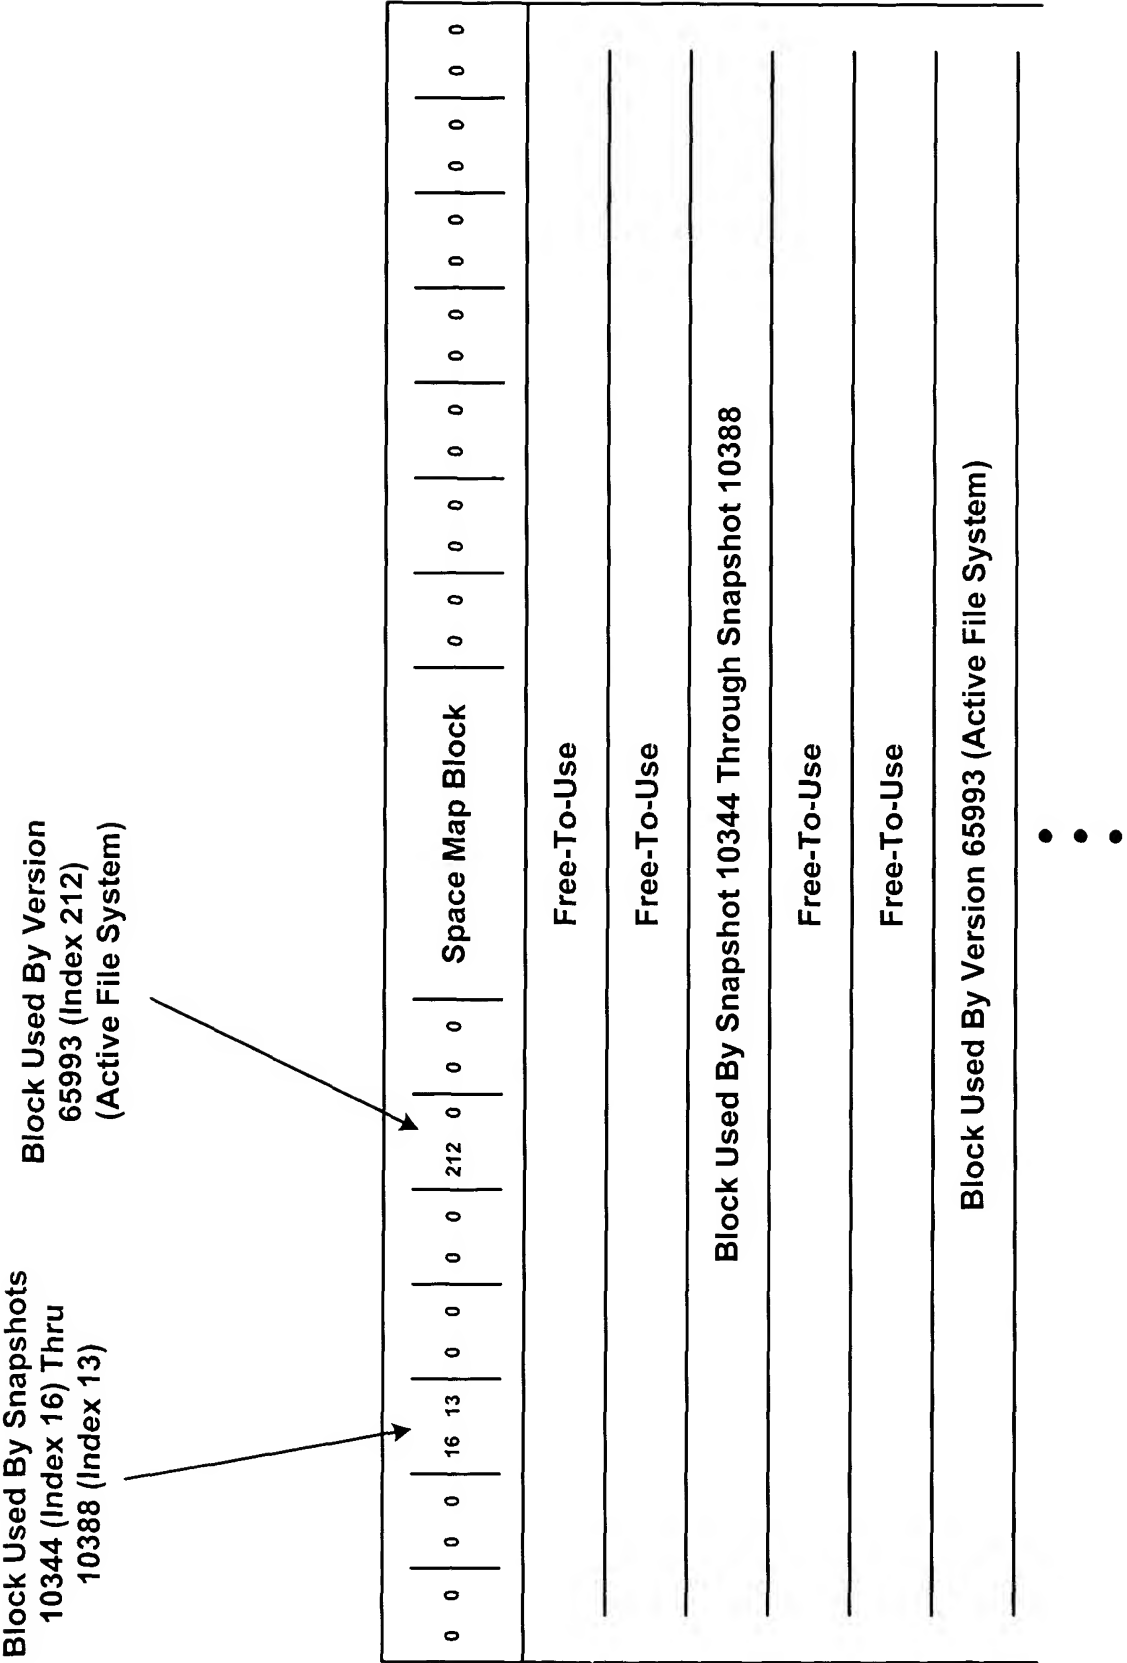 Block Used By Snapshots
10344 (Index 16) Thru
10388 (Index 13)
Block Used By Version
65993 (Index 212)
(Active File System)
0 0 0 0 16 13 0 0 0 0 212 0 0 0 Space Map Block 0 0 0 0 0 0 0 0 0 0 0 0 0 0
Free-To-Use
Free-To-Use
Block Used By Snapshot 10344 Through Snapshot 10388
Free-To-Use
Free-To-Use
Block Used By Version 65993 (Active File System)